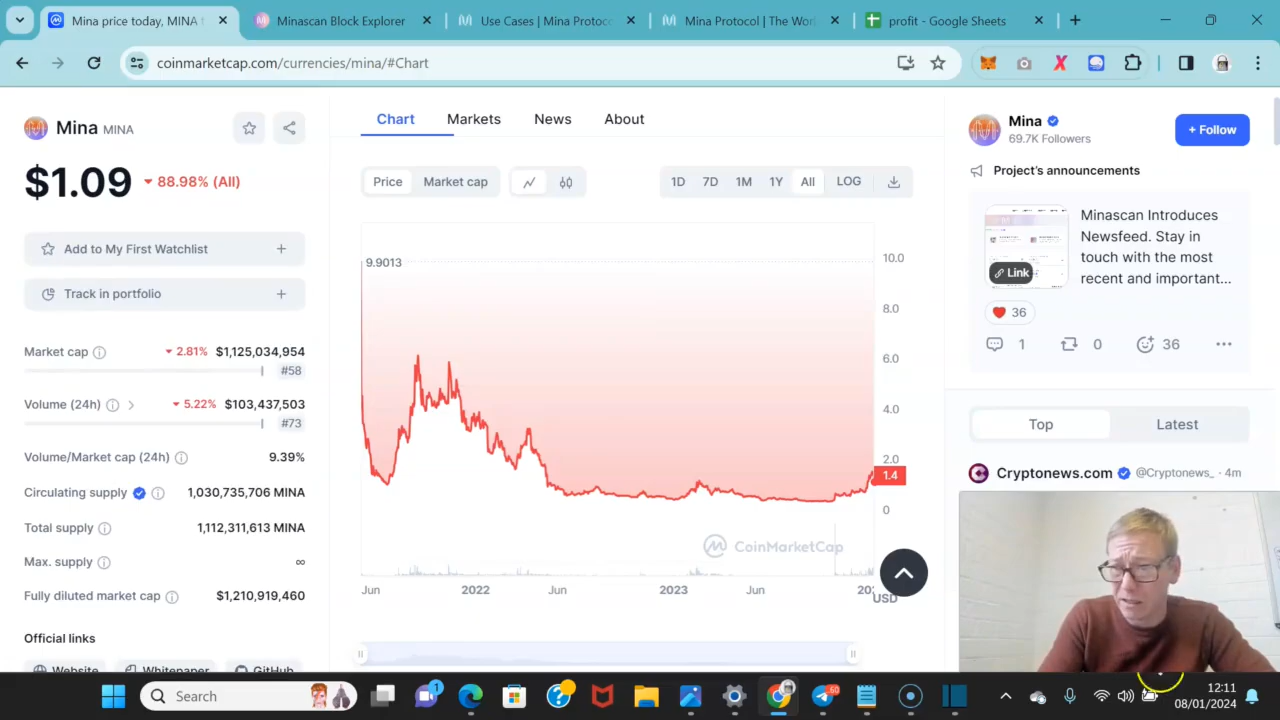 Mina price today, MINA t
Minascan Block Explorer
Use Cases | Mina Protoco
Mina Protocol | The Worl
profit - Google Sheets
coinmarketcap.com/currencies/mina/#Chart
Mina MINA
$1.09 88.98% (All)
Add to My First Watchlist
Track in portfolio
Market cap 2.81% $1,125,034,954
#58
Volume (24h) 5.22% $103,437,503
#73
Volume/Market cap (24h) 9.39%
Circulating supply 1,030,735,706 MINA
Total supply 1,112,311,613 MINA
Max. supply ∞
Fully diluted market cap $1,210,919,460
Official links
Website Whitepaper GitHub
Chart Markets News About
Price Market cap 1D 7D 1M 1Y All LOG
9.9013
10.0
8.0
6.0
4.0
2.0
1.4
0
CoinMarketCap
Jun 2022 Jun 2023 Jun 20
USD
Mina
69.7K Followers
+ Follow
Project's announcements
Minascan Introduces
Newsfeed. Stay in
touch with the most
recent and important...
Link
36
1 0 36
Top Latest
Cryptonews.com @Cryptonews_ · 4m
Search
1
60
12:11
08/01/2024